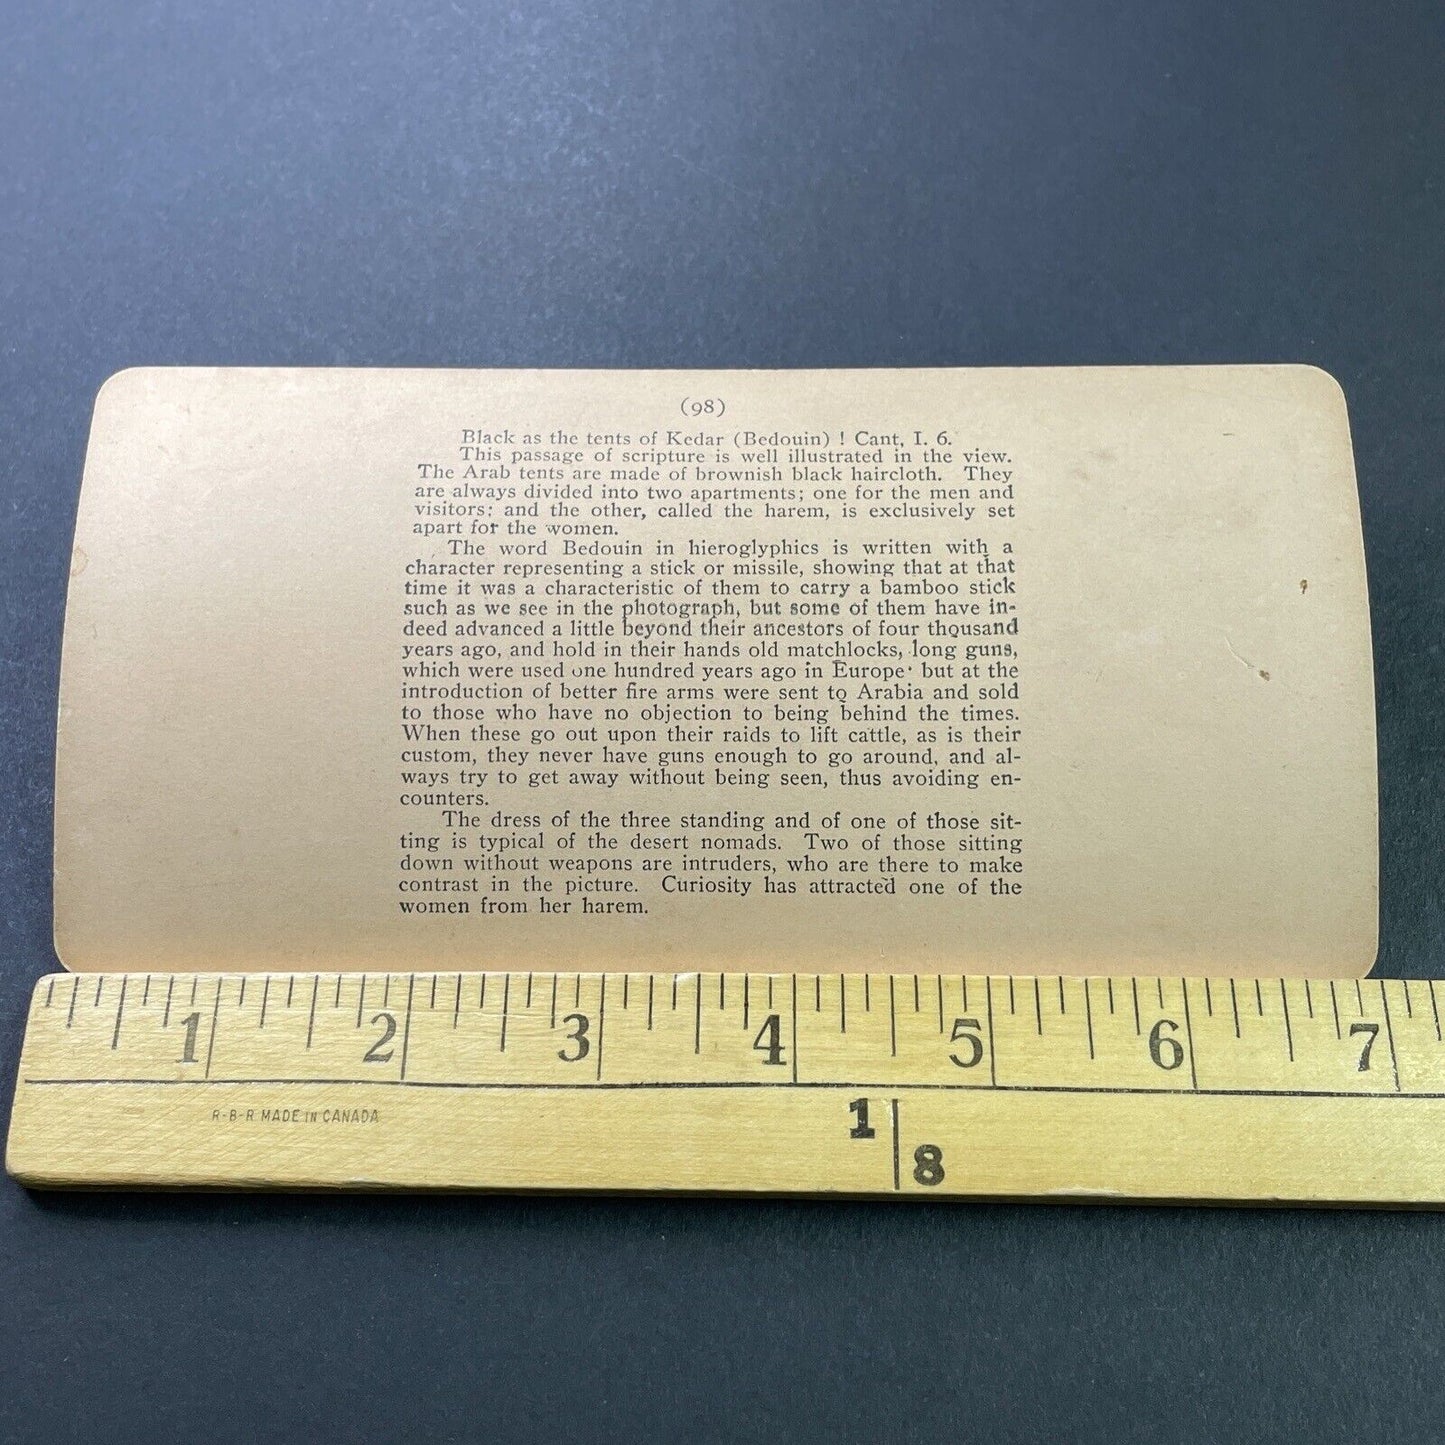 (98)
Black as the tents of Kedar (Bedouin) ! Cant, I. 6.
This passage of scripture is well illustrated in the view.
The Arab tents are made of brownish black haircloth. They
are always divided into two apartments; one for the men and
visitors; and the other, called the harem, is exclusively set
apart for the women.
The word Bedouin in hieroglyphics is written with a
character representing a stick or missile, showing that at that
time it was a characteristic of them to carry a bamboo stick
such as we see in the photograph, but some of them have in-
deed advanced a little beyond their ancestors of four thousand
years ago, and hold in their hands old matchlocks, long guns,
which were used one hundred years ago in Europe· but at the
introduction of better fire arms were sent to Arabia and sold
to those who have no objection to being behind the times.
When these go out upon their raids to lift cattle, as is their
custom, they never have guns enough to go around, and al-
ways try to get away without being seen, thus avoiding en-
counters.
The dress of the three standing and of one of those sit-
ting is typical of the desert nomads. Two of those sitting
down without weapons are intruders, who are there to make
contrast in the picture. Curiosity has attracted one of the
women from her harem.
1 2 3 4 5 6 7
R-B-R MADE IN CANADA
1
8